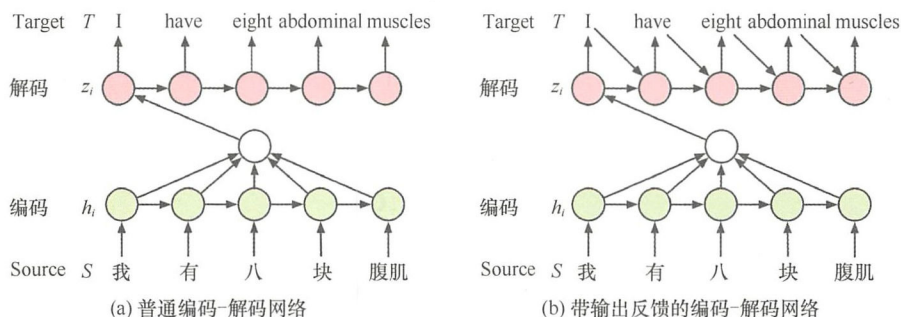 Target T I have eight abdominal muscles
解码 z_i
编码 h_i
Source S 我 有 八 块 腹肌
(a) 普通编码-解码网络
Target T I have eight abdominal muscles
解码 z_i
编码 h_i
Source S 我 有 八 块 腹肌
(b) 带输出反馈的编码-解码网络